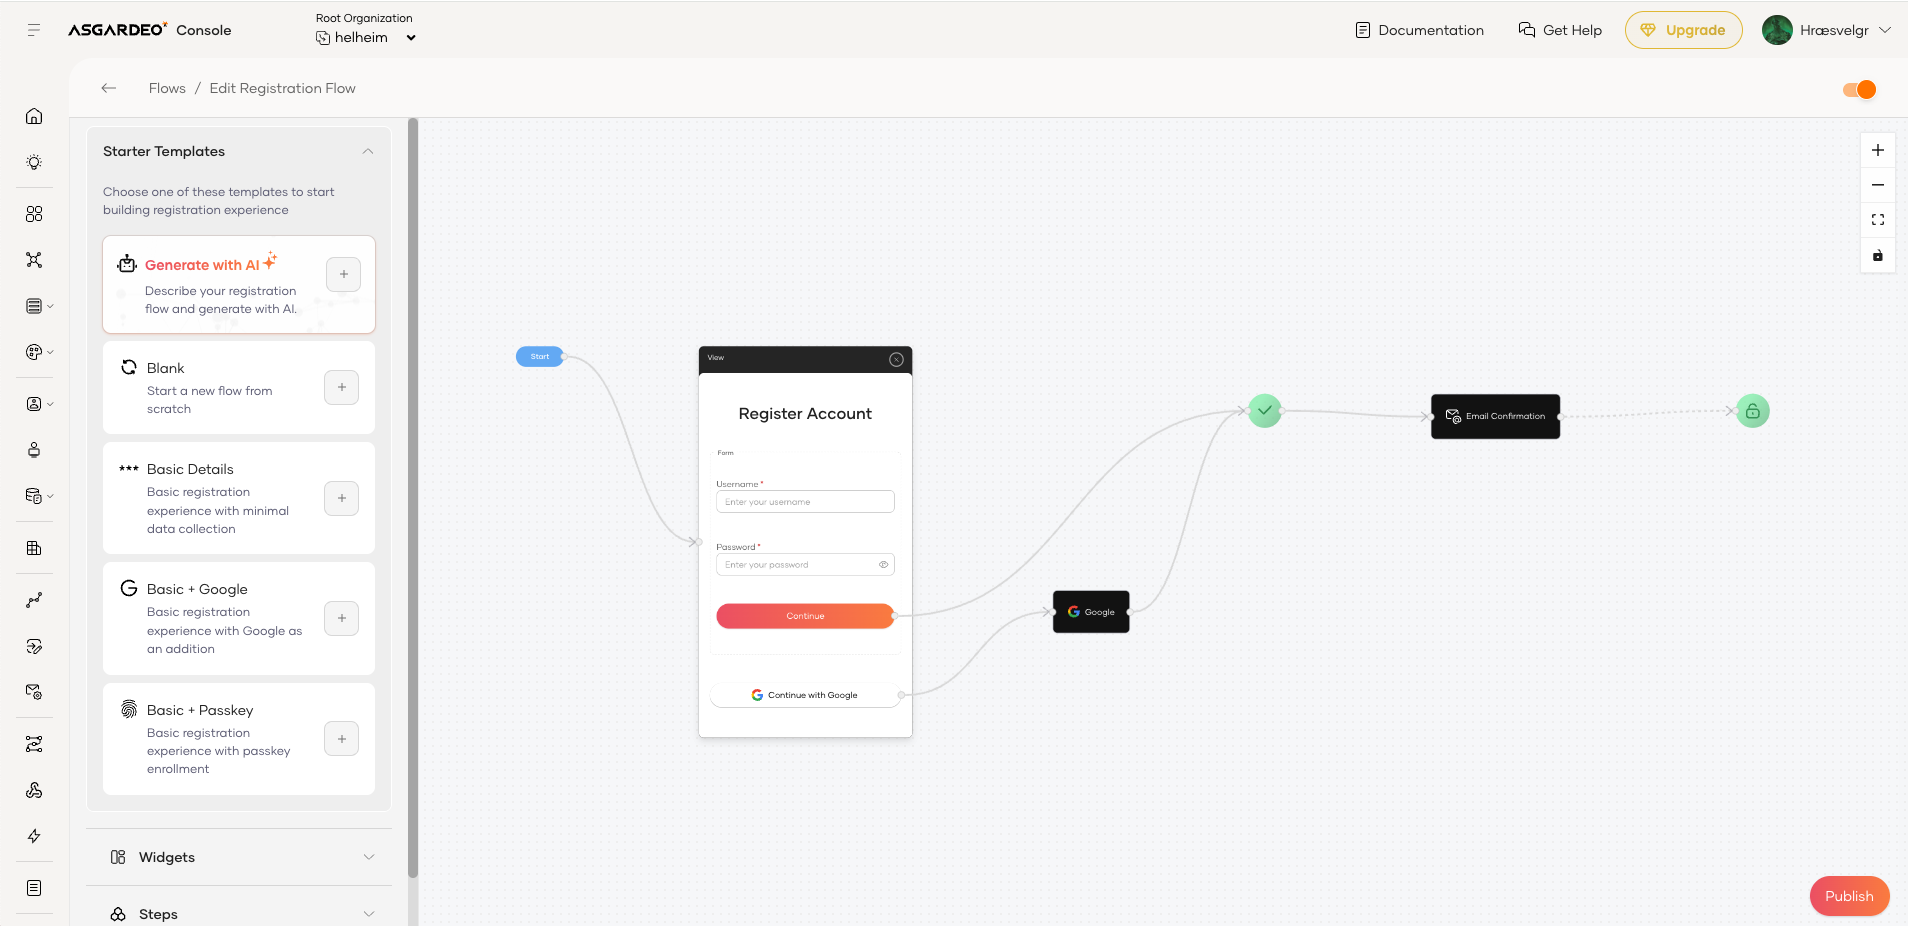 ASGARDEO Console
Root Organization
helheim
Documentation
Get Help
Upgrade
Hræsvelgr
Flows / Edit Registration Flow
Starter Templates
Choose one of these templates to start
building registration experience
Generate with AI
Describe your registration
flow and generate with AI.
Blank
Start a new flow from
scratch
Basic Details
Basic registration
experience with minimal
data collection
Basic + Google
Basic registration
experience with Google as
an addition
Basic + Passkey
Basic registration
experience with passkey
enrollment
Widgets
Steps
Start
View
Register Account
Form
Username *
Enter your username
Password *
Enter your password
Continue
Continue with Google
Google
Email Confirmation
Publish